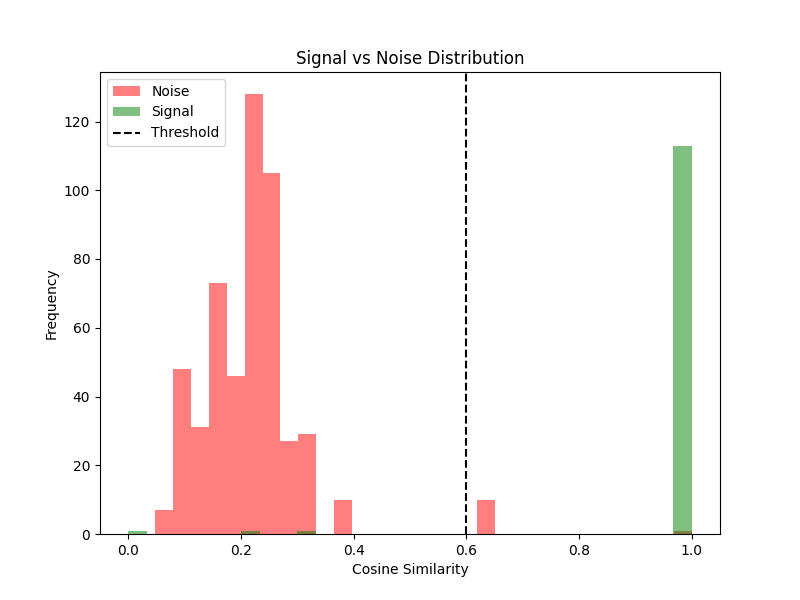 Signal vs Noise Distribution
Noise
Signal
Threshold
120
100
80
60
40
20
0
Frequency
0.0 0.2 0.4 0.6 0.8 1.0
Cosine Similarity